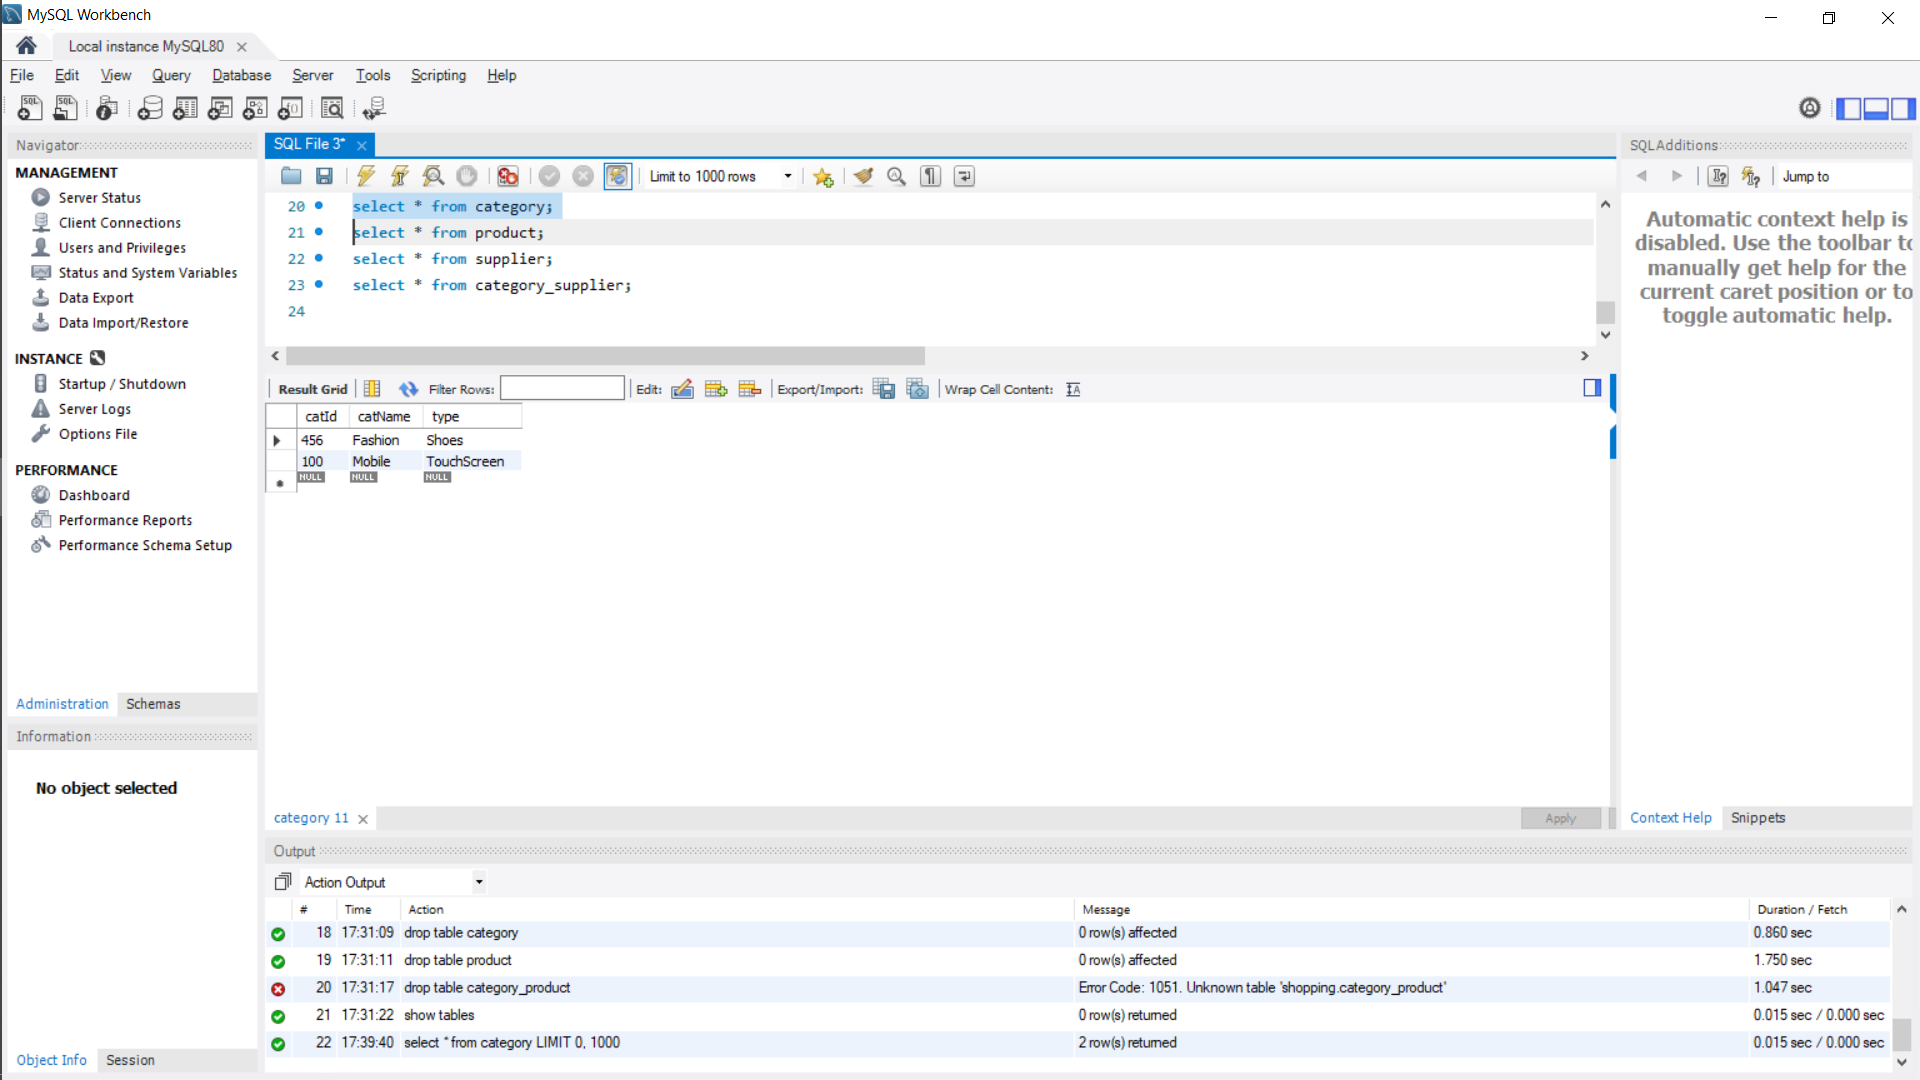 MySQL Workbench
Local instance MySQL80
File Edit View Query Database Server Tools Scripting Help
Navigator
MANAGEMENT
Server Status
Client Connections
Users and Privileges
Status and System Variables
Data Export
Data Import/Restore
INSTANCE
Startup / Shutdown
Server Logs
Options File
PERFORMANCE
Dashboard
Performance Reports
Performance Schema Setup
Administration Schemas
Information
No object selected
Object Info Session
SQL File 3*
Limit to 1000 rows
20 select * from category;
21 select * from product;
22 select * from supplier;
23 select * from category_supplier;
24
Result Grid Filter Rows: Edit: Export/Import: Wrap Cell Content:
catId catName type
456 Fashion Shoes
100 Mobile TouchScreen
NULL NULL NULL
category 11
Apply
SQLAdditions
Jump to
Automatic context help is
disabled. Use the toolbar to
manually get help for the
current caret position or to
toggle automatic help.
Context Help Snippets
Output
Action Output
# Time Action Message Duration / Fetch
18 17:31:09 drop table category 0 row(s) affected 0.860 sec
19 17:31:11 drop table product 0 row(s) affected 1.750 sec
20 17:31:17 drop table category_product Error Code: 1051. Unknown table 'shopping.category_product' 1.047 sec
21 17:31:22 show tables 0 row(s) returned 0.015 sec / 0.000 sec
22 17:39:40 select * from category LIMIT 0, 1000 2 row(s) returned 0.015 sec / 0.000 sec